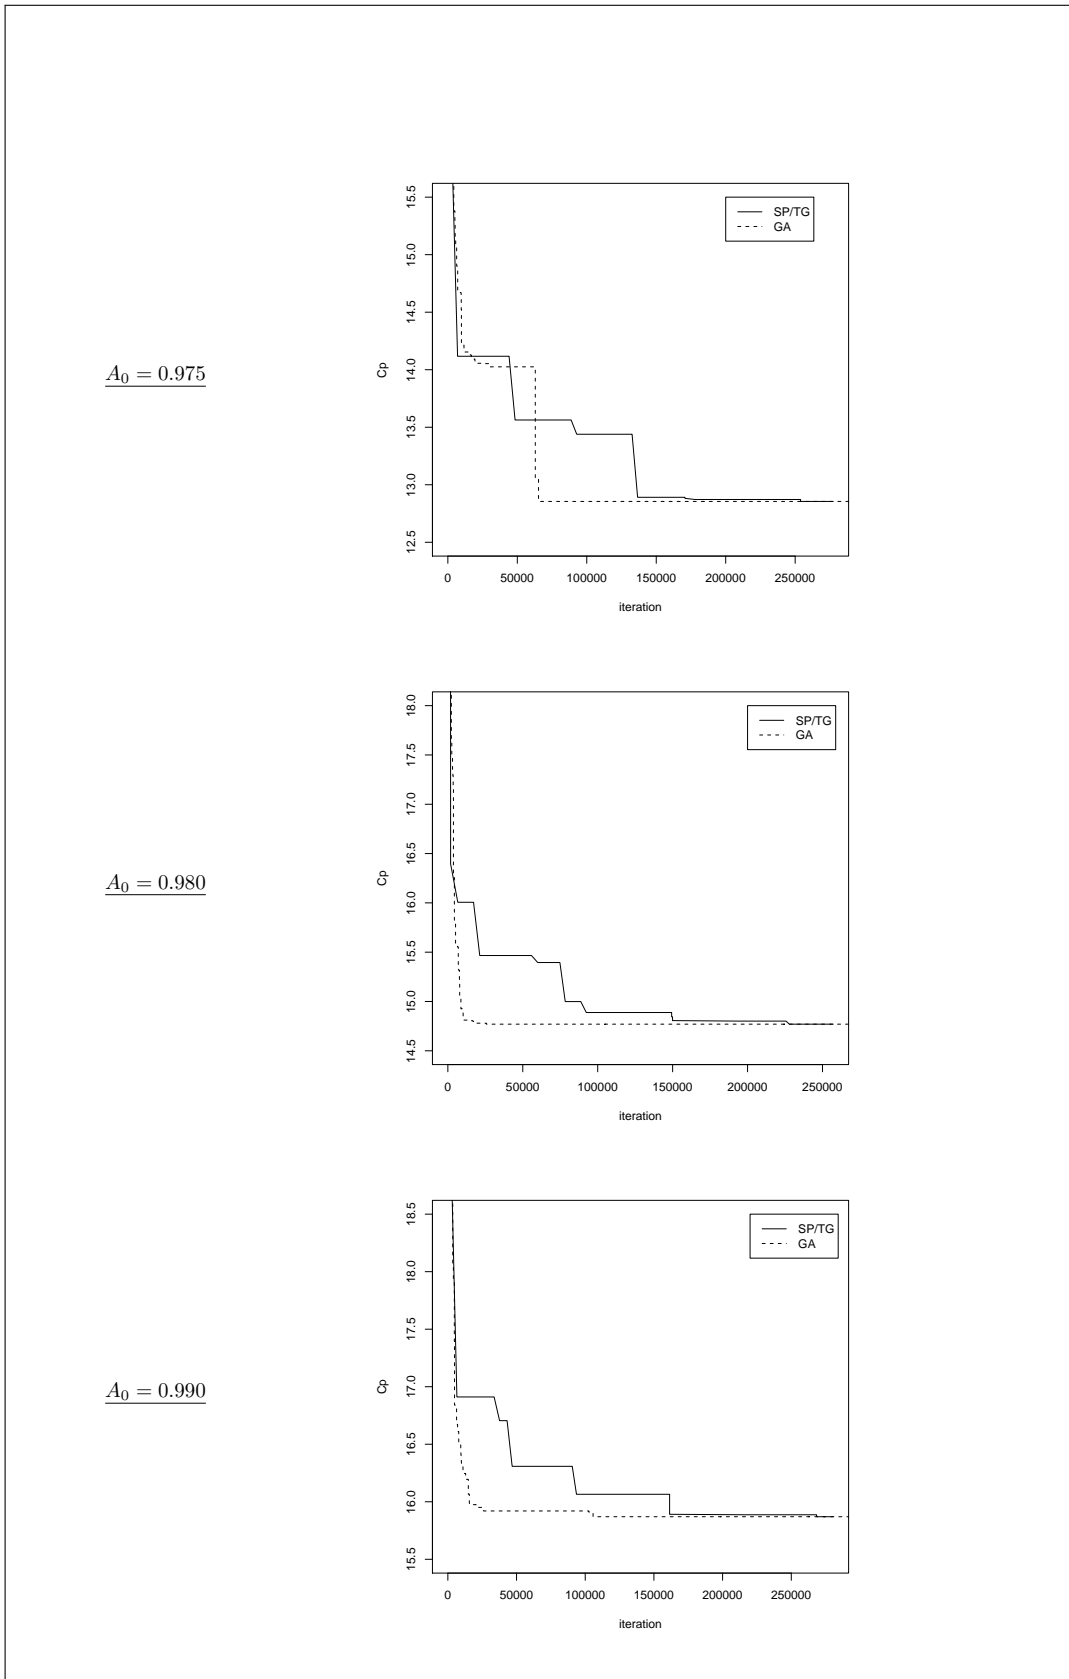 15.5
15.0
14.5
14.0
13.5
13.0
12.5
Cp
SP/TG
GA
0 50000 100000 150000 200000 250000
iteration
A₀ = 0.975
18.0
17.5
17.0
16.5
16.0
15.5
15.0
14.5
Cp
SP/TG
GA
0 50000 100000 150000 200000 250000
iteration
A₀ = 0.980
18.5
18.0
17.5
17.0
16.5
16.0
15.5
Cp
SP/TG
GA
0 50000 100000 150000 200000 250000
iteration
A₀ = 0.990